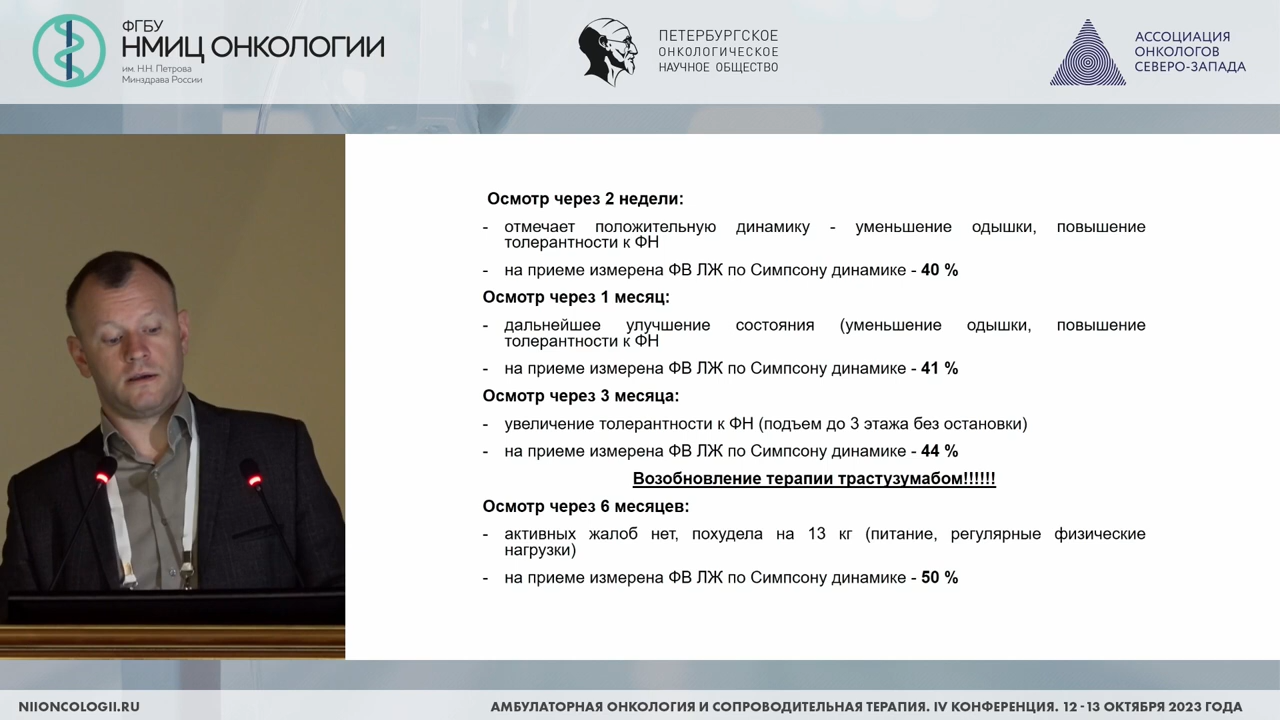 ФГБУ
НМИЦ ОНКОЛОГИИ
им. Н.Н. Петрова
Минздрава России
ПЕТЕРБУРГСКОЕ
ОНКОЛОГИЧЕСКОЕ
НАУЧНОЕ ОБЩЕСТВО
АССОЦИАЦИЯ
ОНКОЛОГОВ
СЕВЕРО-ЗАПАДА
Осмотр через 2 недели:
- отмечает положительную динамику - уменьшение одышки, повышение
толерантности к ФН
- на приеме измерена ФВ ЛЖ по Симпсону динамике - 40 %
Осмотр через 1 месяц:
- дальнейшее улучшение состояния (уменьшение одышки, повышение
толерантности к ФН
- на приеме измерена ФВ ЛЖ по Симпсону динамике - 41 %
Осмотр через 3 месяца:
- увеличение толерантности к ФН (подъем до 3 этажа без остановки)
- на приеме измерена ФВ ЛЖ по Симпсону динамике - 44 %
Возобновление терапии трастузумабом!!!!!!
Осмотр через 6 месяцев:
- активных жалоб нет, похудела на 13 кг (питание, регулярные физические
нагрузки)
- на приеме измерена ФВ ЛЖ по Симпсону динамике - 50 %
NIIONCOLOGII.RU
АМБУЛАТОРНАЯ ОНКОЛОГИЯ И СОПРОВОДИТЕЛЬНАЯ ТЕРАПИЯ. IV КОНФЕРЕНЦИЯ. 12 - 13 ОКТЯБРЯ 2023 ГОДА